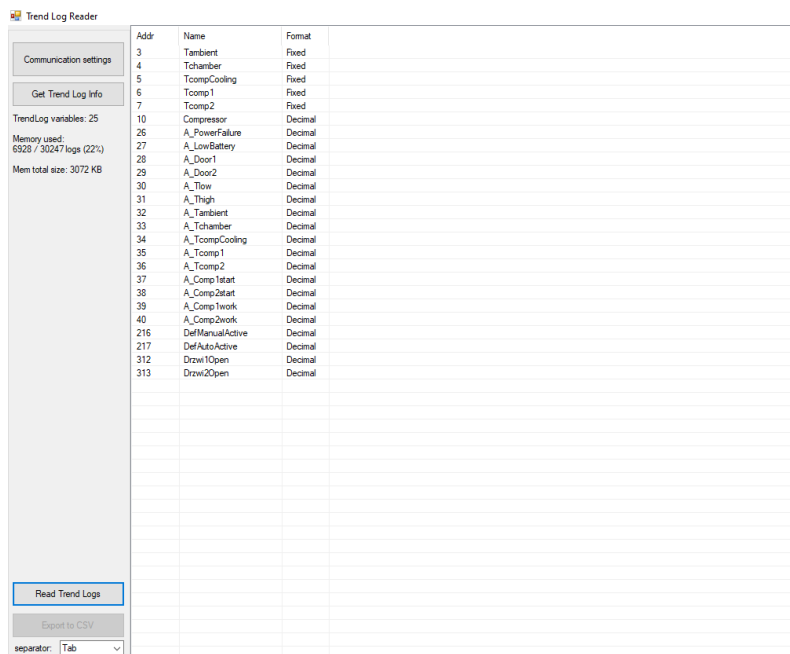 Trend Log Reader
Communication settings
Get Trend Log Info
TrendLog variables: 25
Memory used:
6928 / 30247 logs (22%)
Mem total size: 3072 KB
Addr Name Format
3 Tambient Fixed
4 Tchamber Fixed
5 TcompCooling Fixed
6 Tcomp1 Fixed
7 Tcomp2 Fixed
10 Compressor Decimal
26 A_PowerFailure Decimal
27 A_LowBattery Decimal
28 A_Door1 Decimal
29 A_Door2 Decimal
30 A_Tlow Decimal
31 A_Thigh Decimal
32 A_Tambient Decimal
33 A_Tchamber Decimal
34 A_TcompCooling Decimal
35 A_Tcomp1 Decimal
36 A_Tcomp2 Decimal
37 A_Comp1start Decimal
38 A_Comp2start Decimal
39 A_Comp1work Decimal
40 A_Comp2work Decimal
216 DefManualActive Decimal
217 DefAutoActive Decimal
312 Drzwi1Open Decimal
313 Drzwi2Open Decimal
Read Trend Logs
Export to CSV
separator: Tab